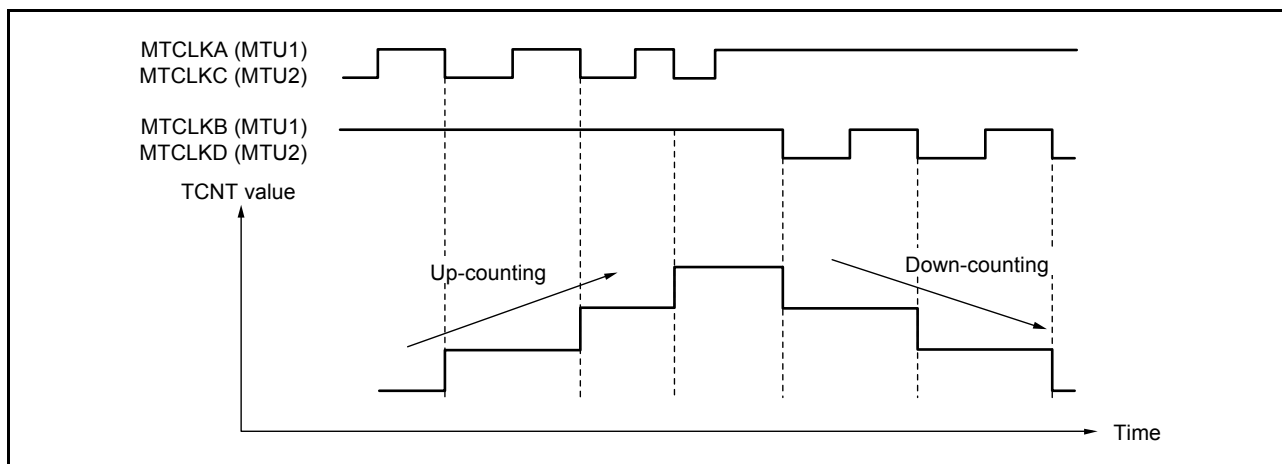 MTCLKA (MTU1)
MTCLKC (MTU2)
MTCLKB (MTU1)
MTCLKD (MTU2)
TCNT value
Up-counting
Down-counting
Time